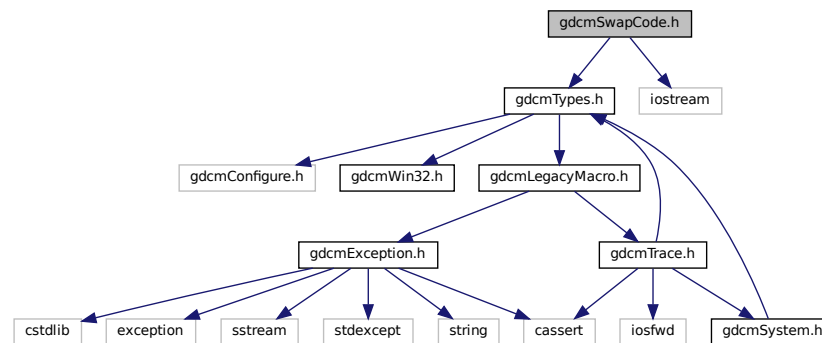 gdcmSwapCode.h
gdcmTypes.h
iostream
gdcmConfigure.h
gdcmWin32.h
gdcmLegacyMacro.h
gdcmException.h
gdcmTrace.h
cstdlib
exception
sstream
stdexcept
string
cassert
iosfwd
gdcmSystem.h